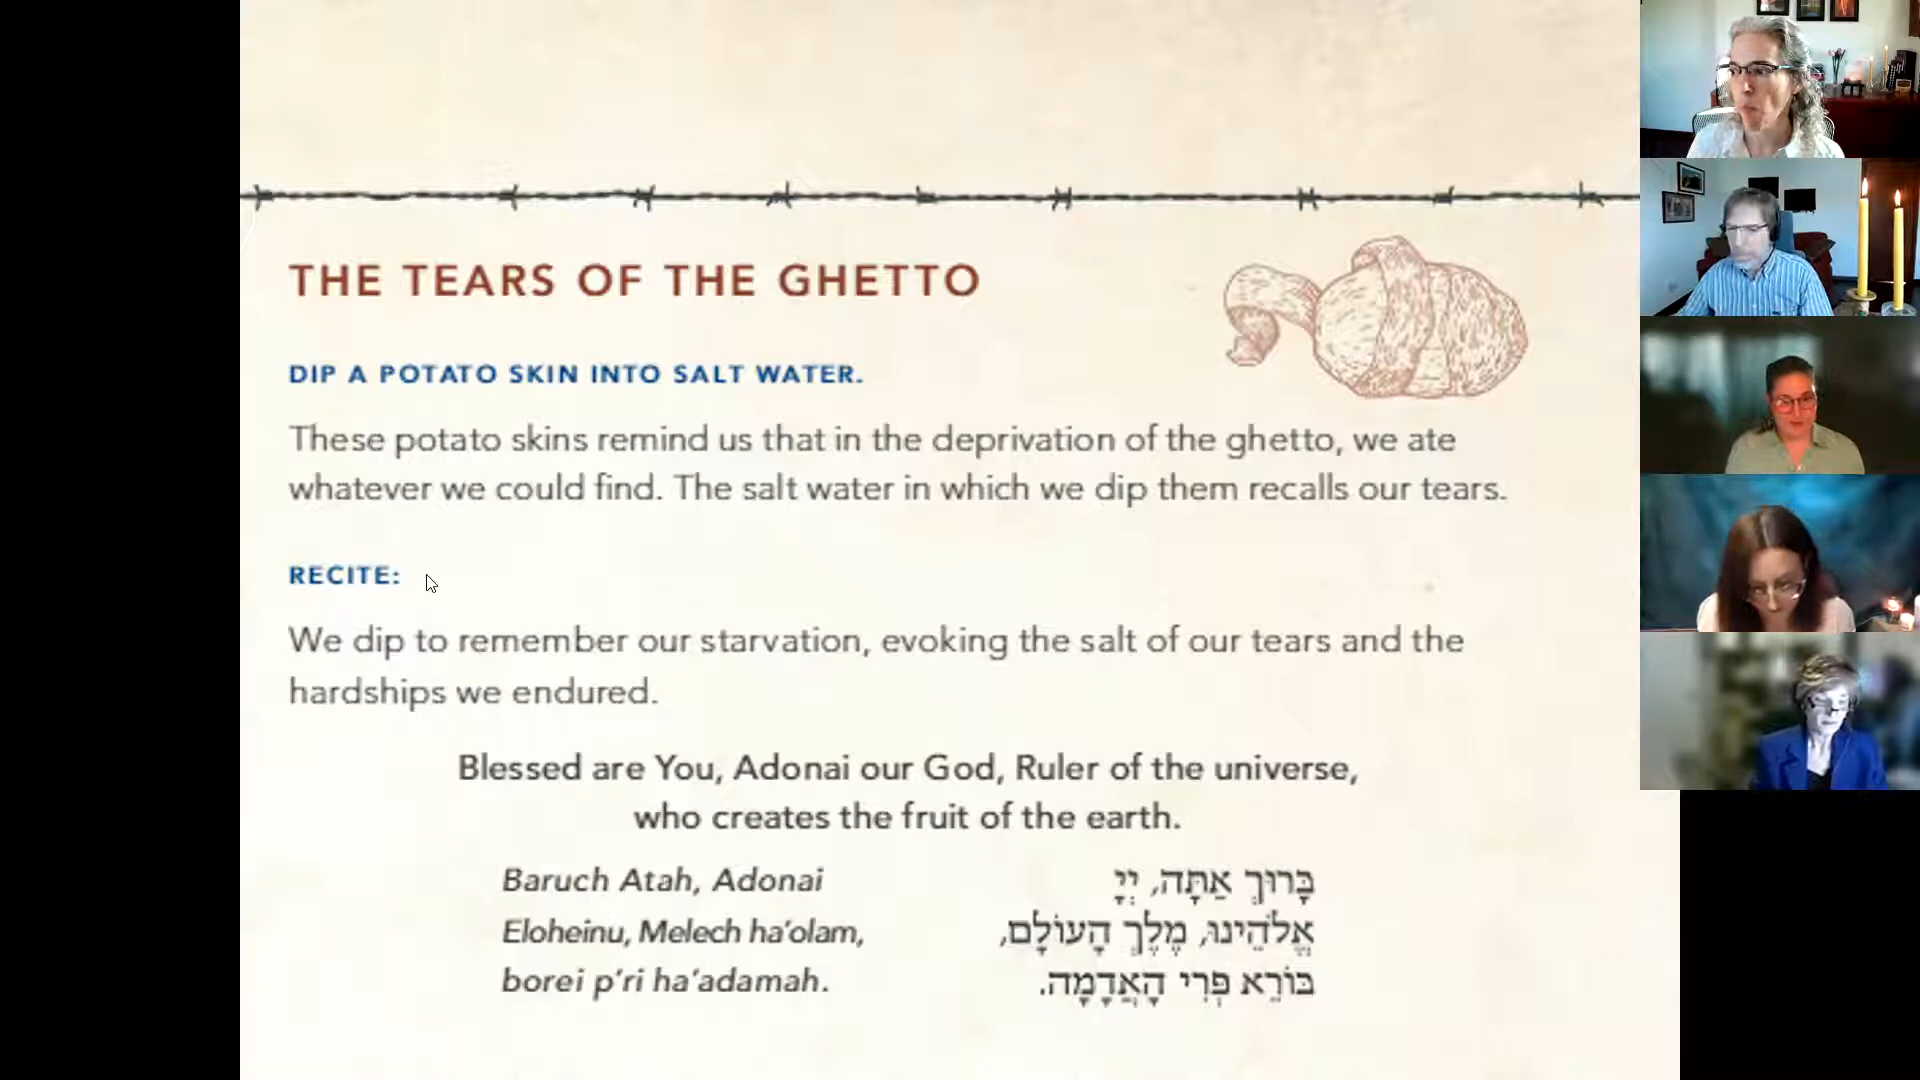 THE TEARS OF THE GHETTO
DIP A POTATO SKIN INTO SALT WATER.
These potato skins remind us that in the deprivation of the ghetto, we ate
whatever we could find. The salt water in which we dip them recalls our tears.
RECITE:
We dip to remember our starvation, evoking the salt of our tears and the
hardships we endured.
Blessed are You, Adonai our God, Ruler of the universe,
who creates the fruit of the earth.
Baruch Atah, Adonai
Eloheinu, Melech ha’olam,
borei p’ri ha’adamah.
בָּרוּךְ אַתָּה, יְיָ
אֱלֹהֵינוּ, מֶלֶךְ הָעוֹלָם,
בּוֹרֵא פְּרִי הָאֲדָמָה.